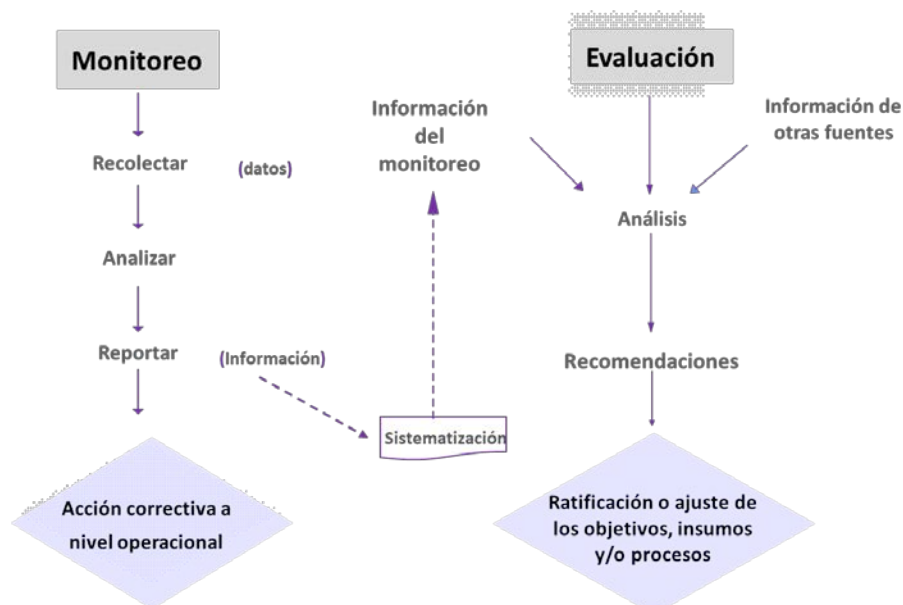 Monitoreo
Recolectar
(datos)
Analizar
Reportar
(Información)
Acción correctiva a
nivel operacional
Sistematización
Información
del
monitoreo
Evaluación
Información de
otras fuentes
Análisis
Recomendaciones
Ratificación o ajuste de
los objetivos, insumos
y/o procesos